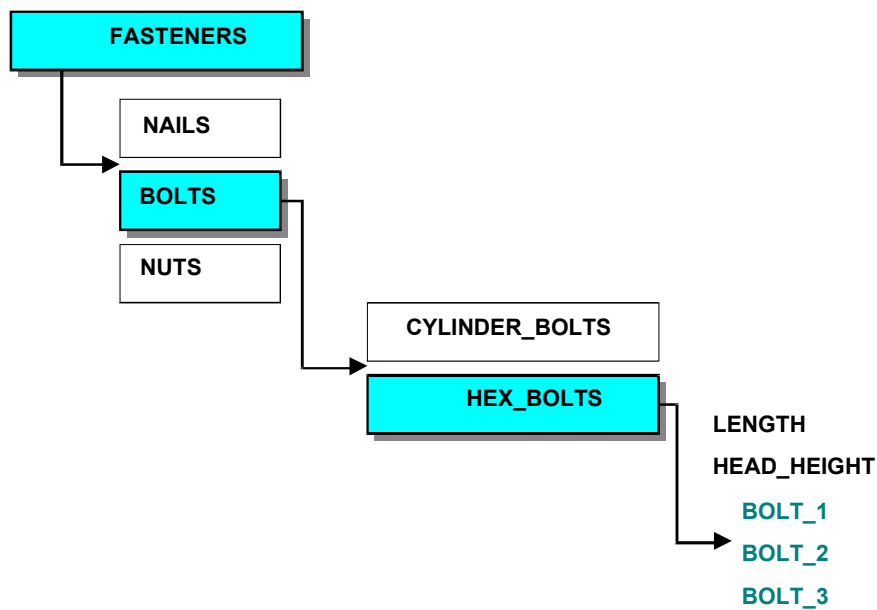 FASTENERS
NAILS
BOLTS
NUTS
CYLINDER_BOLTS
HEX_BOLTS
LENGTH
HEAD_HEIGHT
BOLT_1
BOLT_2
BOLT_3